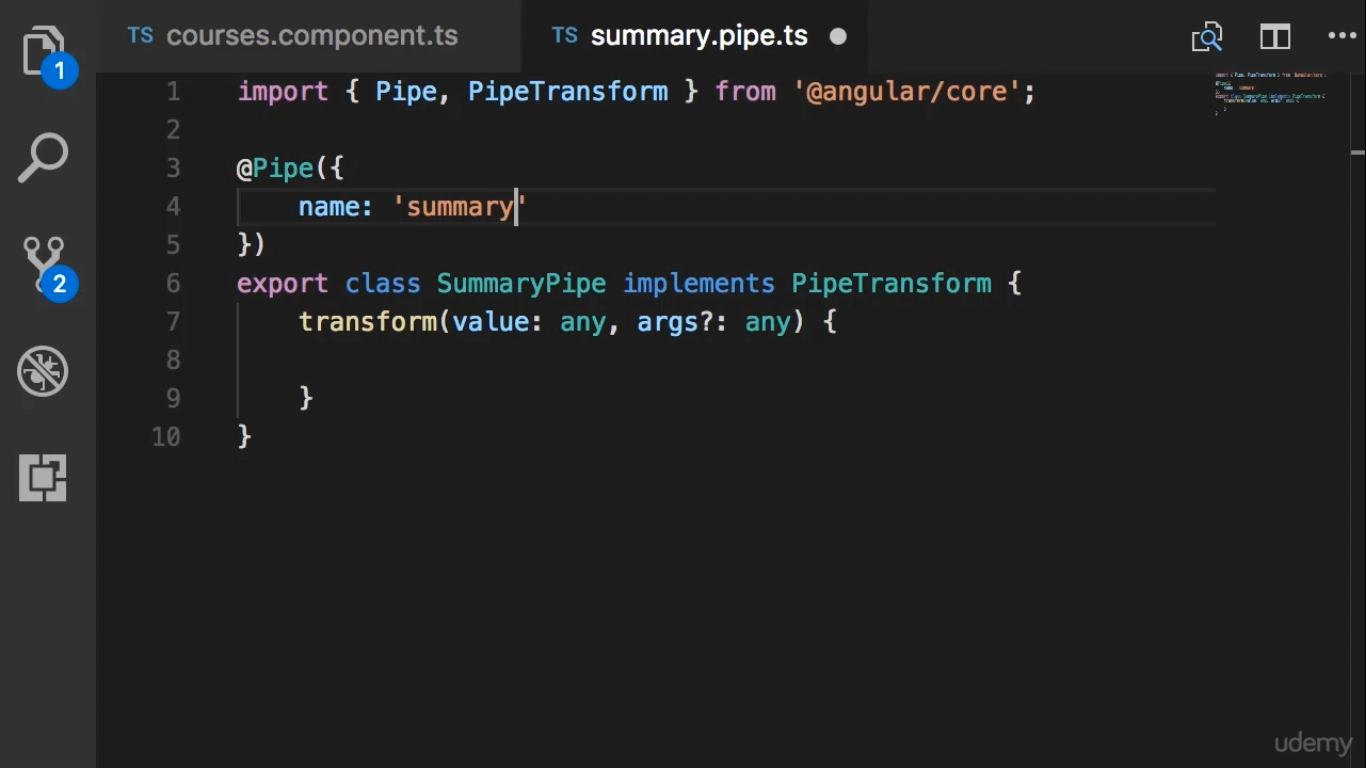 TS courses.component.ts TS summary.pipe.ts
1
1 import { Pipe, PipeTransform } from '@angular/core';
2
3 @Pipe({
4 name: 'summary'
5 })
2
6 export class SummaryPipe implements PipeTransform {
7 transform(value: any, args?: any) {
8
9 }
10 }
udemy